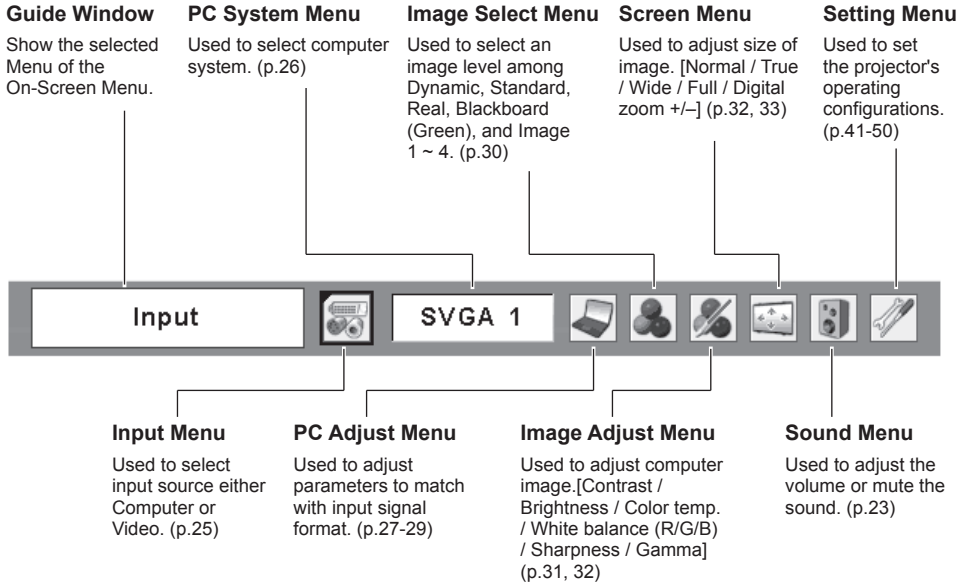 Guide Window
Show the selected
Menu of the
On-Screen Menu.
PC System Menu
Used to select computer
system. (p.26)
Image Select Menu
Used to select an
image level among
Dynamic, Standard,
Real, Blackboard
(Green), and Image
1 ~ 4. (p.30)
Screen Menu
Used to adjust size of
image. [Normal / True
/ Wide / Full / Digital
zoom +/–] (p.32, 33)
Setting Menu
Used to set
the projector's
operating
configurations.
(p.41-50)
Input
SVGA 1
Input Menu
Used to select
input source either
Computer or
Video. (p.25)
PC Adjust Menu
Used to adjust
parameters to match
with input signal
format. (p.27-29)
Image Adjust Menu
Used to adjust computer
image.[Contrast /
Brightness / Color temp.
/ White balance (R/G/B)
/ Sharpness / Gamma]
(p.31, 32)
Sound Menu
Used to adjust the
volume or mute the
sound. (p.23)